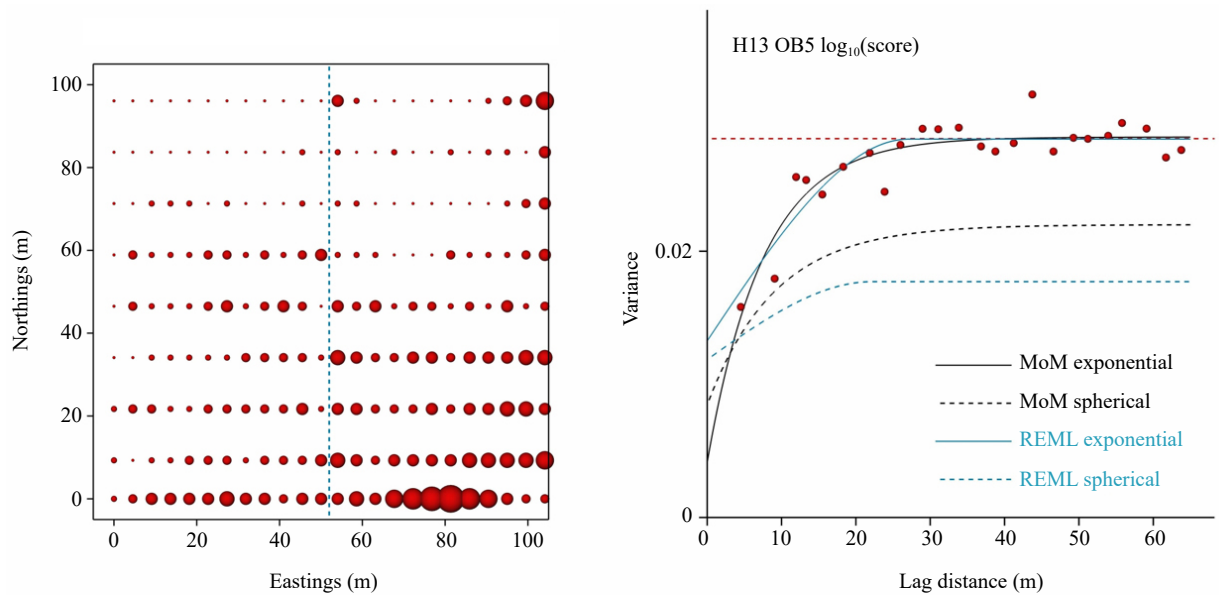 100
80
60
40
20
0
Northings (m)
0 20 40 60 80 100
Eastings (m)
H13 OB5 log₁₀(score)
0.02
0
Variance
MoM exponential
MoM spherical
REML exponential
REML spherical
0 10 20 30 40 50 60
Lag distance (m)